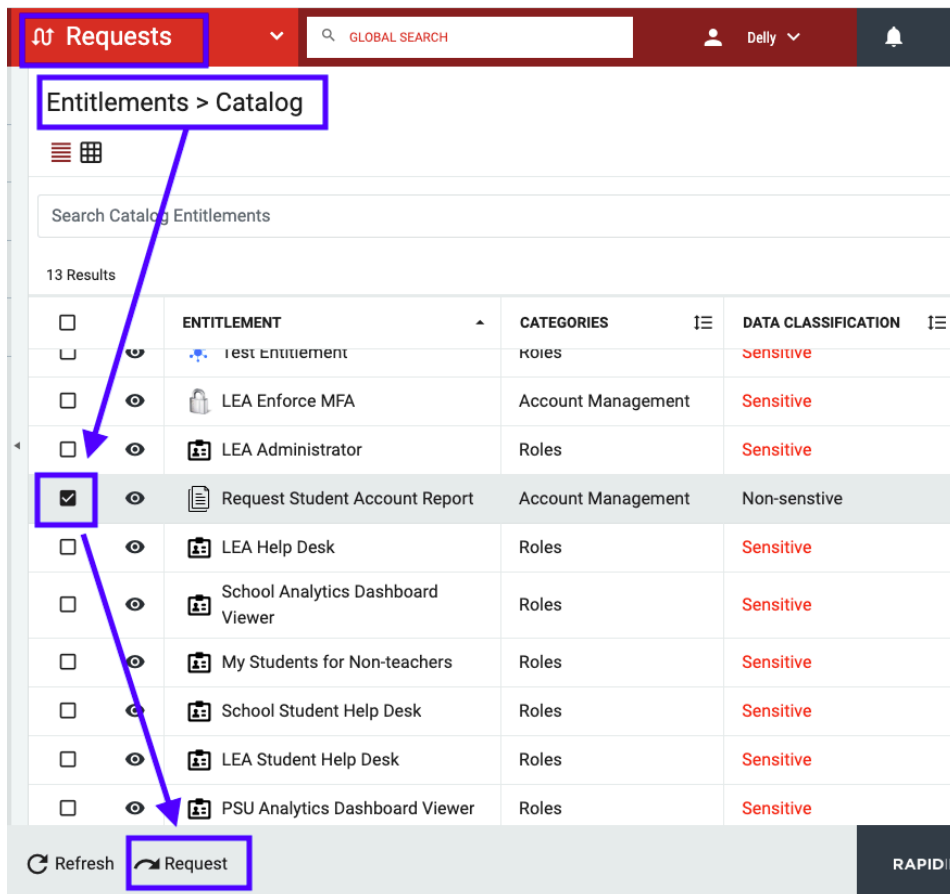 Requests
GLOBAL SEARCH
Delly
Entitlements > Catalog
Search Catalog Entitlements
13 Results
ENTITLEMENT CATEGORIES DATA CLASSIFICATION
Test Entitlement Roles Sensitive
LEA Enforce MFA Account Management Sensitive
LEA Administrator Roles Sensitive
Request Student Account Report Account Management Non-senstive
LEA Help Desk Roles Sensitive
School Analytics Dashboard
Viewer Roles Sensitive
My Students for Non-teachers Roles Sensitive
School Student Help Desk Roles Sensitive
LEA Student Help Desk Roles Sensitive
PSU Analytics Dashboard Viewer Roles Sensitive
Refresh Request